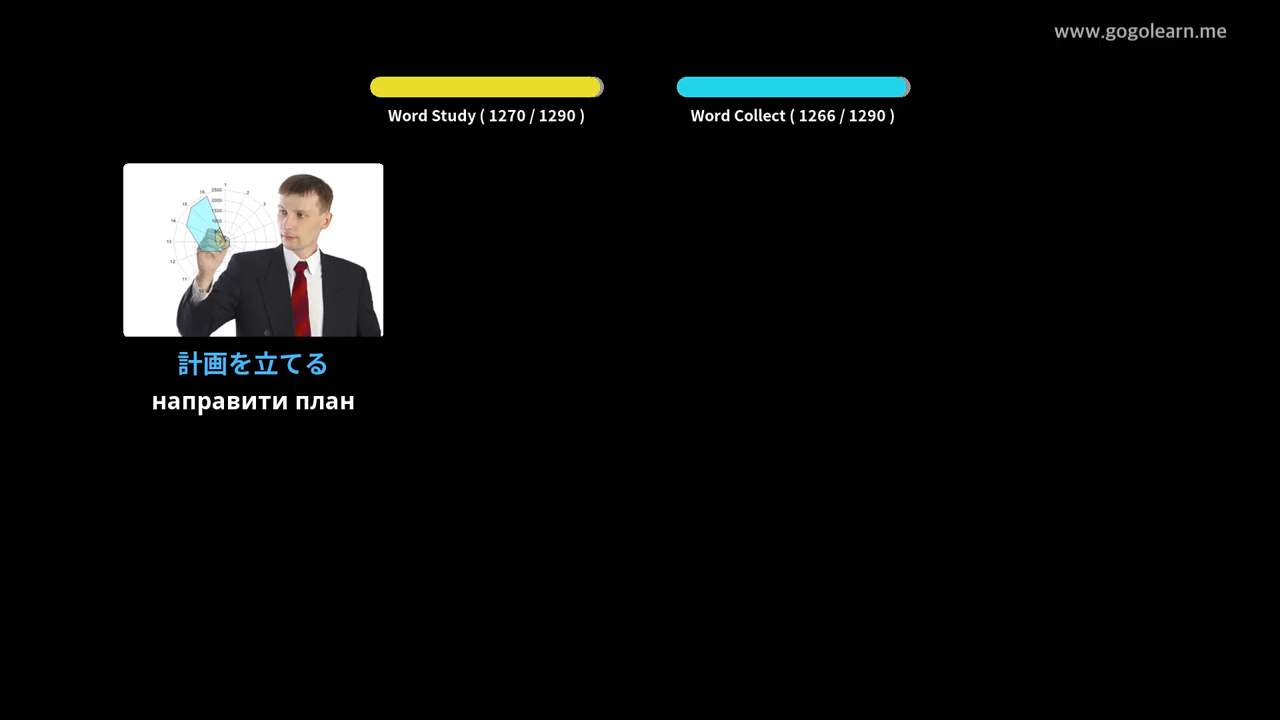 www.gogolearn.me
Word Study ( 1270 / 1290 )
Word Collect ( 1266 / 1290 )
計画を立てる
направити план